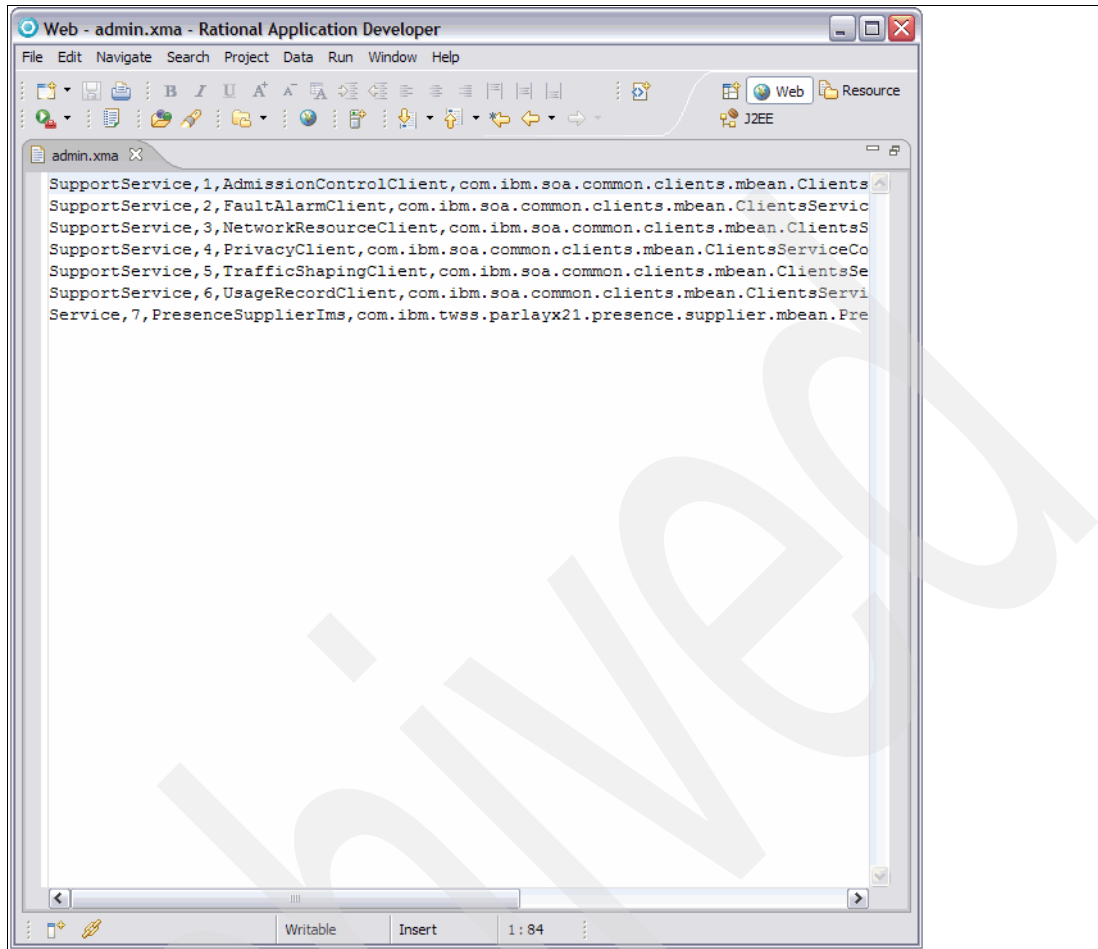 Web - admin.xma - Rational Application Developer
File Edit Navigate Search Project Data Run Window Help
B I U A A A
Web Resource
J2EE
admin.xma
SupportService,1,AdmissionControlClient,com.ibm.soa.common.clients.mbean.Clients
SupportService,2,FaultAlarmClient,com.ibm.soa.common.clients.mbean.ClientsServic
SupportService,3,NetworkResourceClient,com.ibm.soa.common.clients.mbean.ClientsS
SupportService,4,PrivacyClient,com.ibm.soa.common.clients.mbean.ClientsServiceCo
SupportService,5,TrafficShapingClient,com.ibm.soa.common.clients.mbean.ClientsSe
SupportService,6,UsageRecordClient,com.ibm.soa.common.clients.mbean.ClientsServi
Service,7,PresenceSupplierIms,com.ibm.twss.parlayx21.presence.supplier.mbean.Pre
Writable Insert 1:84